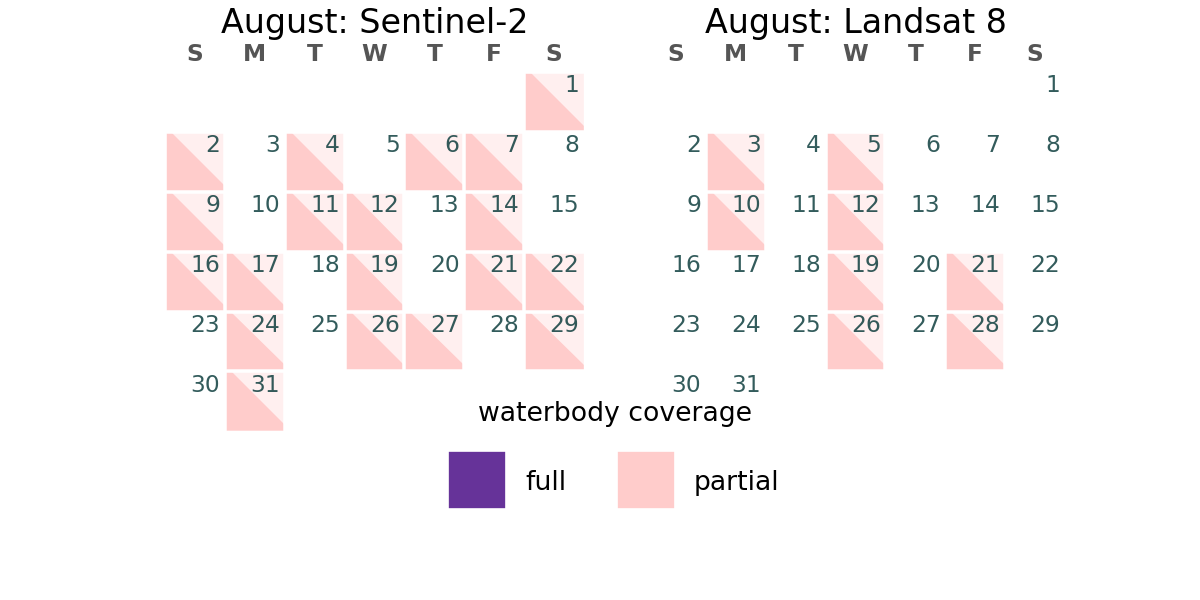 August: Sentinel-2
S M T W T F S
1
2 3 4 5 6 7 8
9 10 11 12 13 14 15
16 17 18 19 20 21 22
23 24 25 26 27 28 29
30 31
August: Landsat 8
S M T W T F S
1
2 3 4 5 6 7 8
9 10 11 12 13 14 15
16 17 18 19 20 21 22
23 24 25 26 27 28 29
30 31
waterbody coverage
full partial